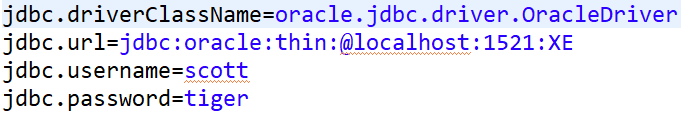 jdbc.driverClassName=oracle.jdbc.driver.OracleDriver
jdbc.url=jdbc:oracle:thin:@localhost:1521:XE
jdbc.username=scott
jdbc.password=tiger